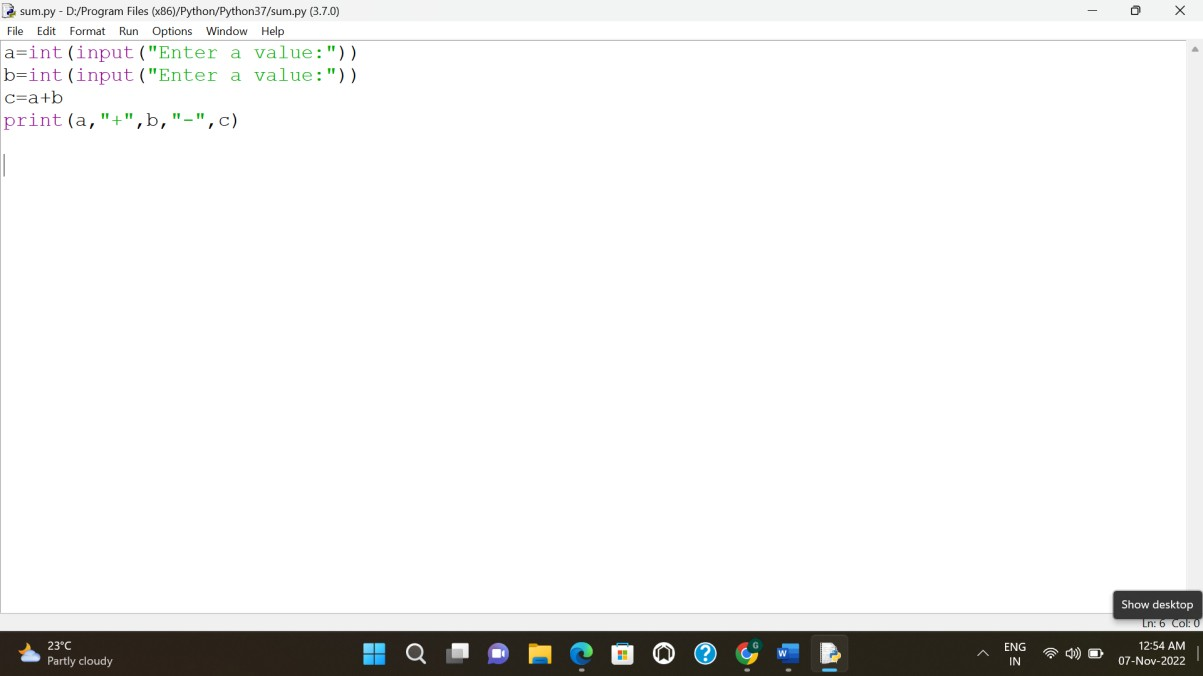 sum.py - D:/Program Files (x86)/Python/Python37/sum.py (3.7.0)
File Edit Format Run Options Window Help
a=int(input("Enter a value:"))
b=int(input("Enter a value:"))
c=a+b
print(a,"+",b,"-",c)
Show desktop
Ln: 6 Col: 0
23°C
Partly cloudy
G
W
ENG
IN
12:54 AM
07-Nov-2022